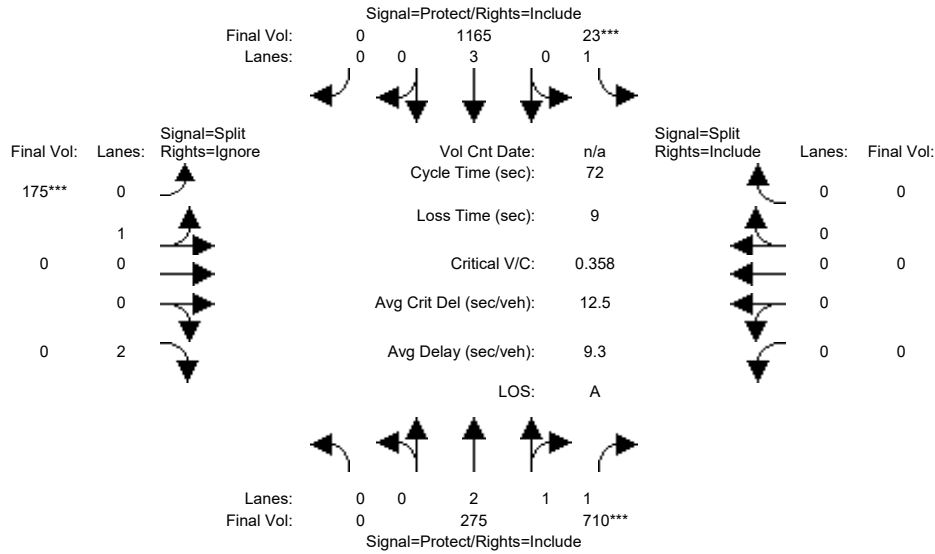 Signal=Protect/Rights=Include
Final Vol: 0 1165 23***
Lanes: 0 0 3 0 1
Signal=Split
Final Vol: Lanes: Rights=Ignore
Vol Cnt Date: n/a
Signal=Split
Rights=Include Lanes: Final Vol:
Cycle Time (sec): 72
175*** 0
0 0
Loss Time (sec): 9
1
0
0 0
Critical V/C: 0.358
0 0
0
Avg Crit Del (sec/veh): 12.5
0
0 2
Avg Delay (sec/veh): 9.3
0 0
LOS: A
Lanes: 0 0 2 1 1
Final Vol: 0 275 710***
Signal=Protect/Rights=Include